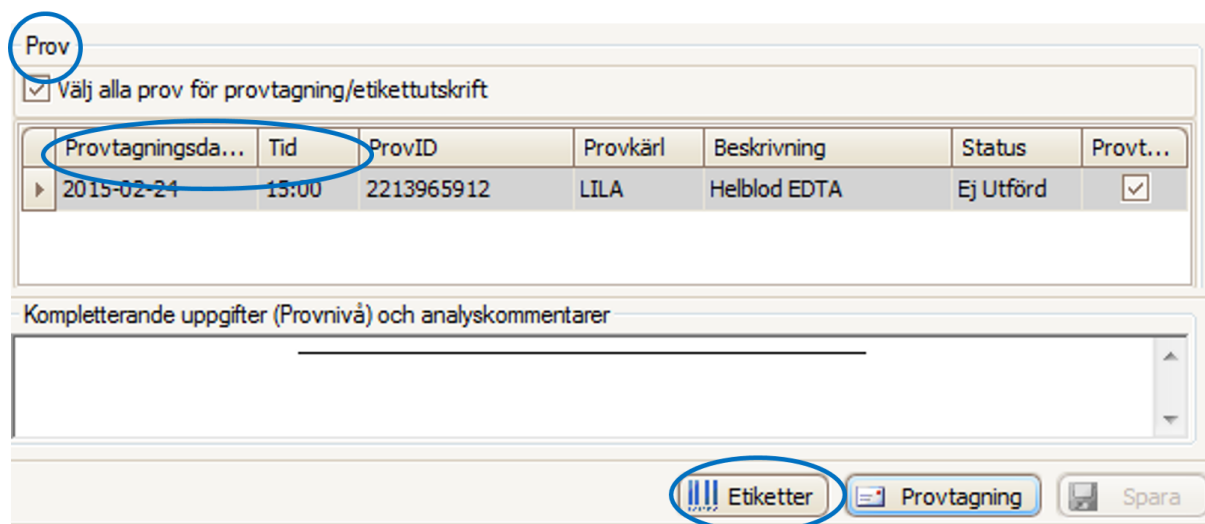 Prov
Välj alla prov för provtagning/etikettutskrift
Provtagningsda... Tid ProvID Provkärl Beskrivning Status Provt...
2015-02-24 15:00 2213965912 LILA Helblod EDTA Ej Utförd
Kompletterande uppgifter (Provnivå) och analyskommentarer
Etiketter Provtagning Spara